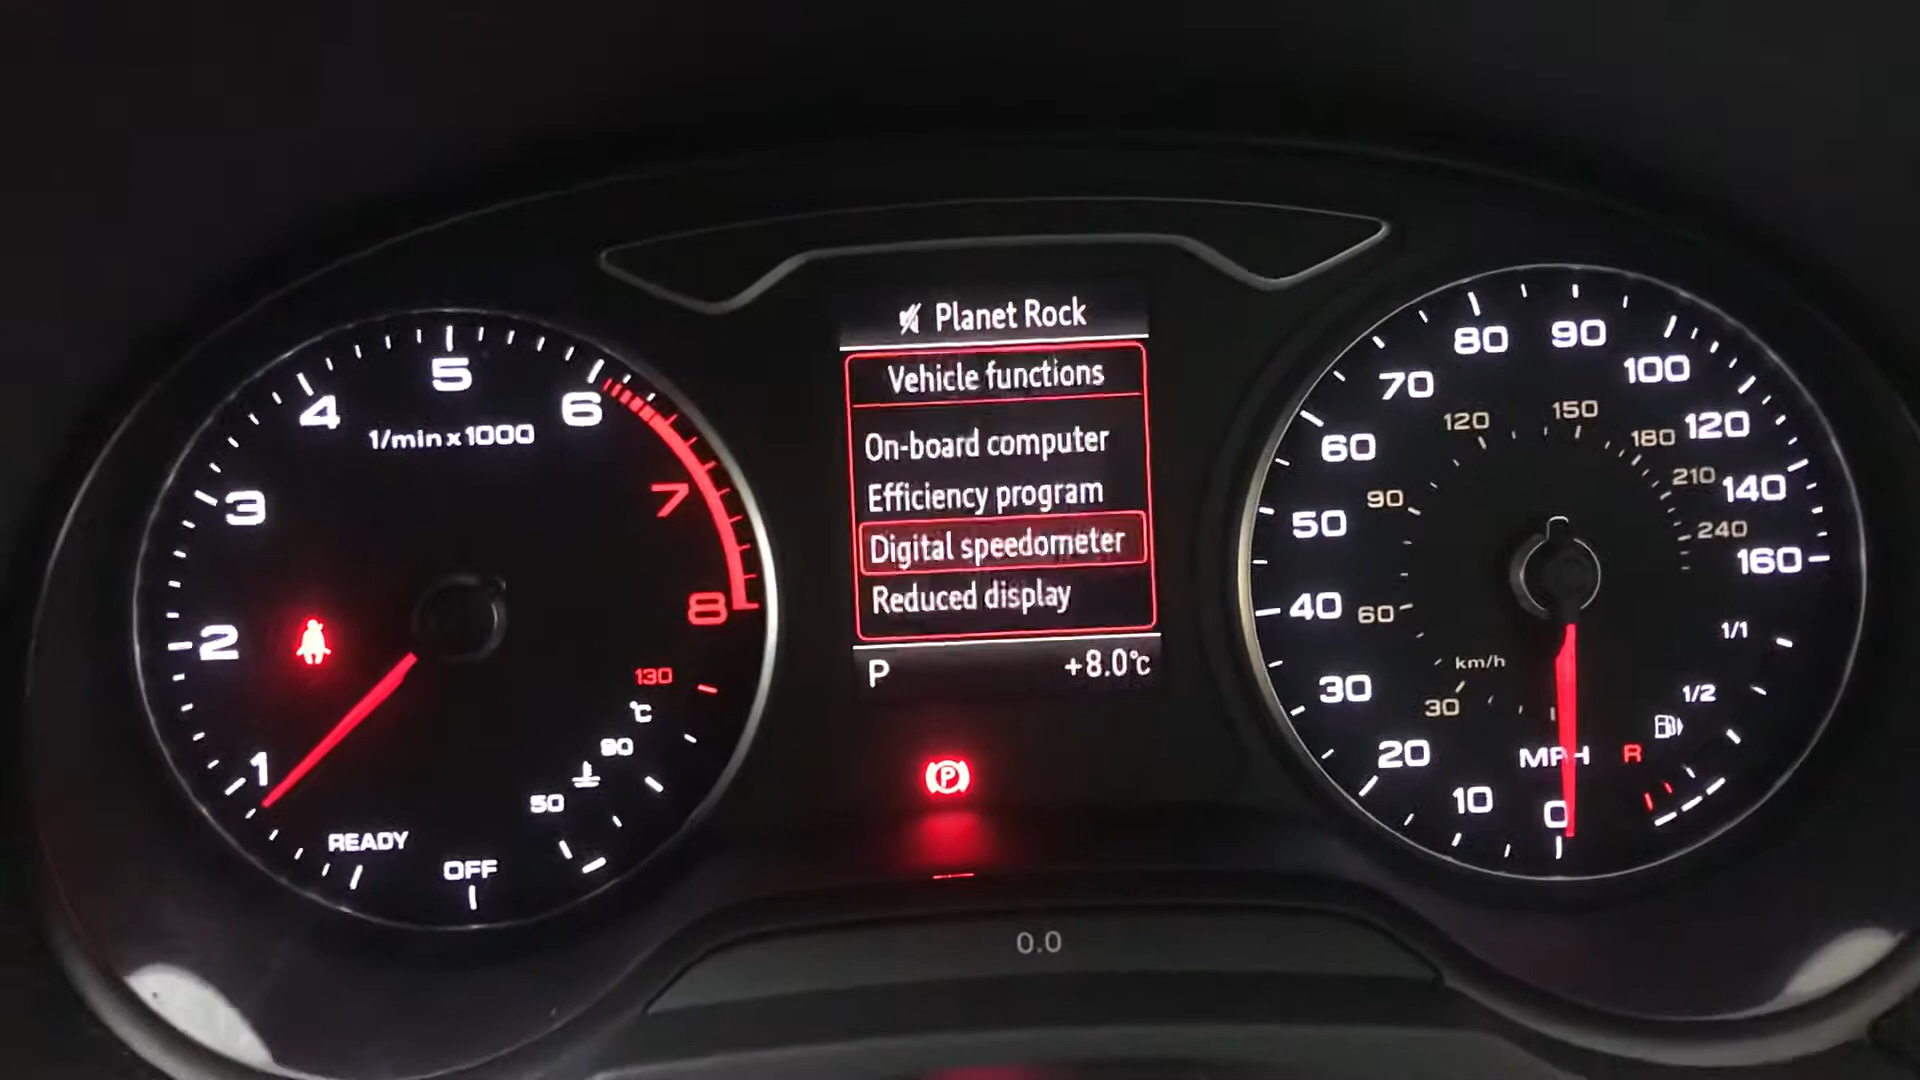 Planet Rock
Vehicle functions
On-board computer
Efficiency program
Digital speedometer
Reduced display
P +8.0°C
P
0.0
1/min x 1000
OFF
READY
1
2
3
4
5
6
7
8
50
90
°C
130
MPH
0
10
20
30
40
50
60
70
80
90
100
120
140
160
km/h
30
60
90
120
150
180
210
240
R
1/2
1/1